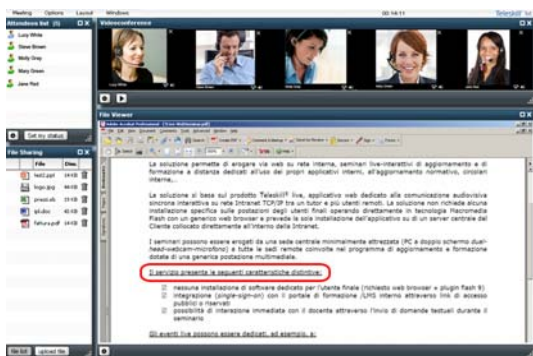 Meeting Options Layout Windows 00:14:11 Teleskill
Attendees list (5)
Lucy White
Steve Brown
Molly Gray
Mary Green
Jane Red
Set my status
Videoconference
File Sharing
File Dim.
test2.ppt
logo.jpg
fattura.pdf
file list upload file
File Viewer
La soluzione permette di erogare via web su rete interna, seminari live-interattivi di aggiornamento e di
formazione a distanza dedicati all'uso dei propri applicativi interni, all'aggiornamento normativo, circolari
interne...
La soluzione si basa sul prodotto Teleskill® live, applicativo web dedicato alla comunicazione audiovisiva
sincrona interattiva su rete Intranet TCP/IP tra un tutor e più utenti remoti. La soluzione non richiede alcuna
installazione specifica sulle postazioni degli utenti finali operando direttamente in tecnologia Macromedia
Flash con un generico web browser e prevede la sola installazione dell'applicativo su di un server centrale del
Cliente collocato direttamente all'interno della Intranet.
I seminari possono essere erogati da una sede centrale minimalmente attrezzata (PC a doppio schermo dual-
head-webcam-microfono) a tutte le sedi remote coinvolte nel programma di aggiornamento e formazione
dotate di una generica postazione multimediale.
Il servizio presenta le seguenti caratteristiche distintive:
nessuna installazione di software dedicato per l'utente finale (richiesto web browser + plugin flash 9)
integrazione (single-sign-on) con il portale di formazione /LMS interno attraverso link di accesso
pubblici o riservati
possibilità di interazione immediata con il docente attraverso l'invio di domande testuali durante il
seminario
Gli eventi live possono essere dedicati, ad esempio, a: